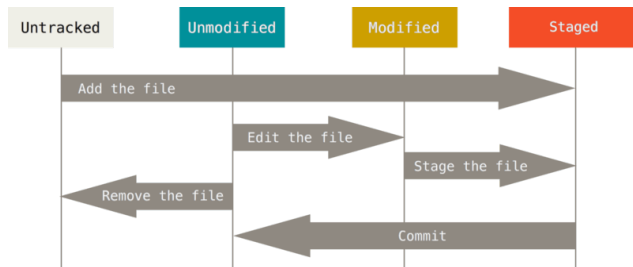 Untracked
Unmodified
Modified
Staged
Add the file
Edit the file
Stage the file
Remove the file
Commit